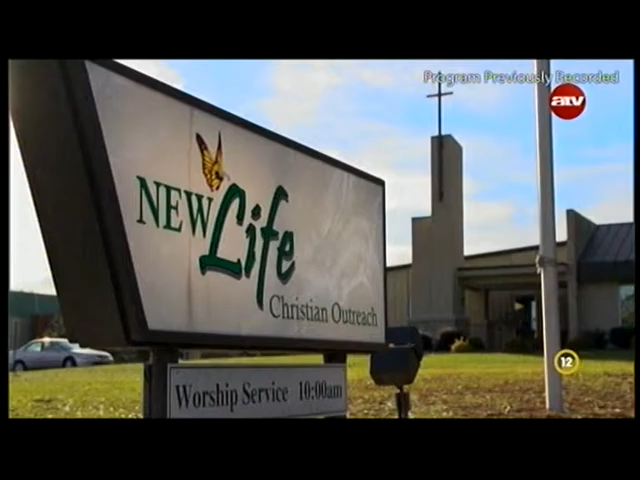 Program Previously Recorded
atv
NEW Life
Christian Outreach
Worship Service 10:00am
12